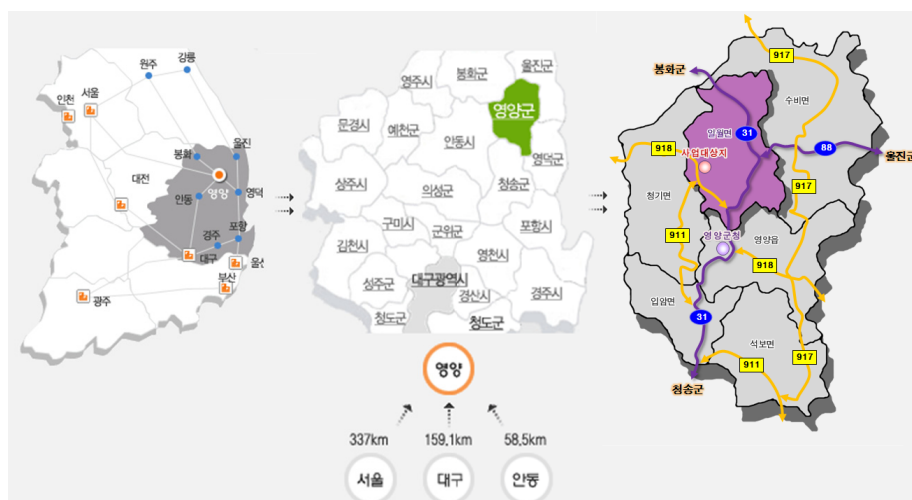 강릉
원주
서울
인천
봉화
울진
대전
영양
안동
영덕
경주
포항
대구
울산
부산
광주
울진군
봉화군
영주시
영양군
문경시
예천군
안동시
영덕군
상주시
의성군
청송군
구미시
군위군
포항시
김천시
영천시
성주군
대구광역시
경산시
경주시
청도군
청도군
영양
337km
159.1km
58.5km
서울
대구
안동
917
봉화군
수비면
일월면
31
88
918
사업대상지
울진군
917
청기면
911
영양군청
영양읍
918
입암면
31
석보면
911
917
청송군